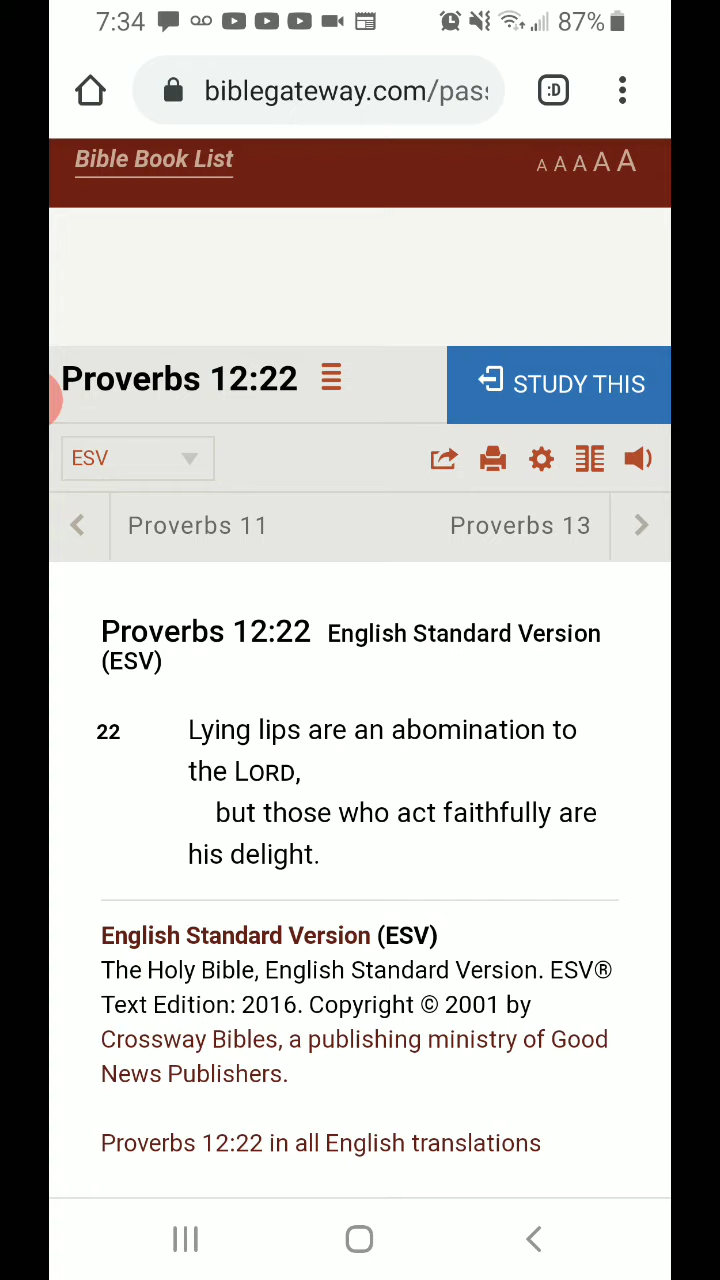 7:34 87%
biblegateway.com/pass :D
Bible Book List A A A A A
Proverbs 12:22 STUDY THIS
ESV
Proverbs 11 Proverbs 13
Proverbs 12:22 English Standard Version
(ESV)
22 Lying lips are an abomination to
the LORD,
but those who act faithfully are
his delight.
English Standard Version (ESV)
The Holy Bible, English Standard Version. ESV®
Text Edition: 2016. Copyright © 2001 by
Crossway Bibles, a publishing ministry of Good
News Publishers.
Proverbs 12:22 in all English translations